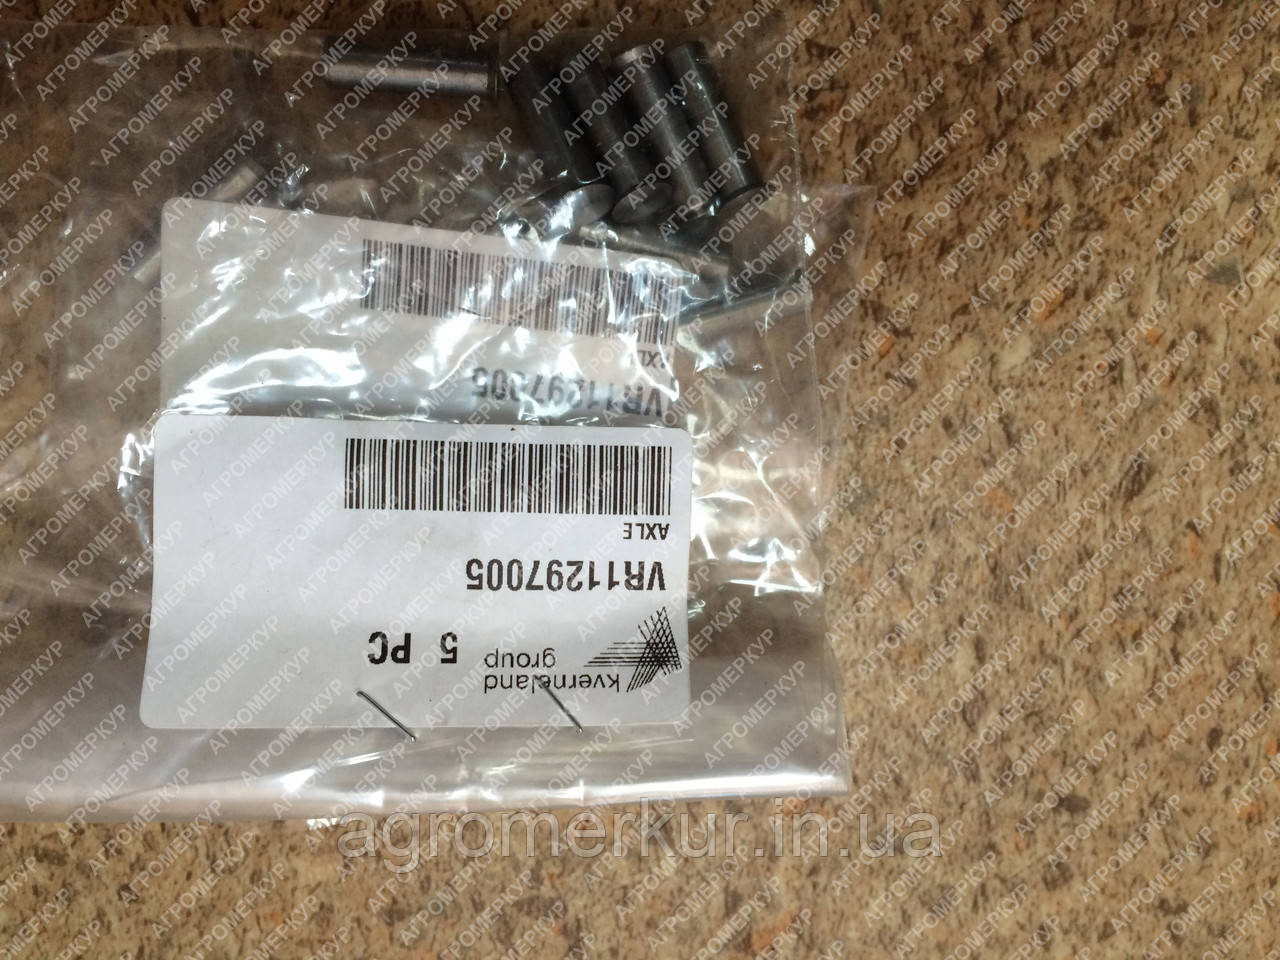 kverneland
group
5 PC
VR11297005
AXLE
VR11297005
AXLE
agromerkur.in.ua
АГРОМЕРКУР